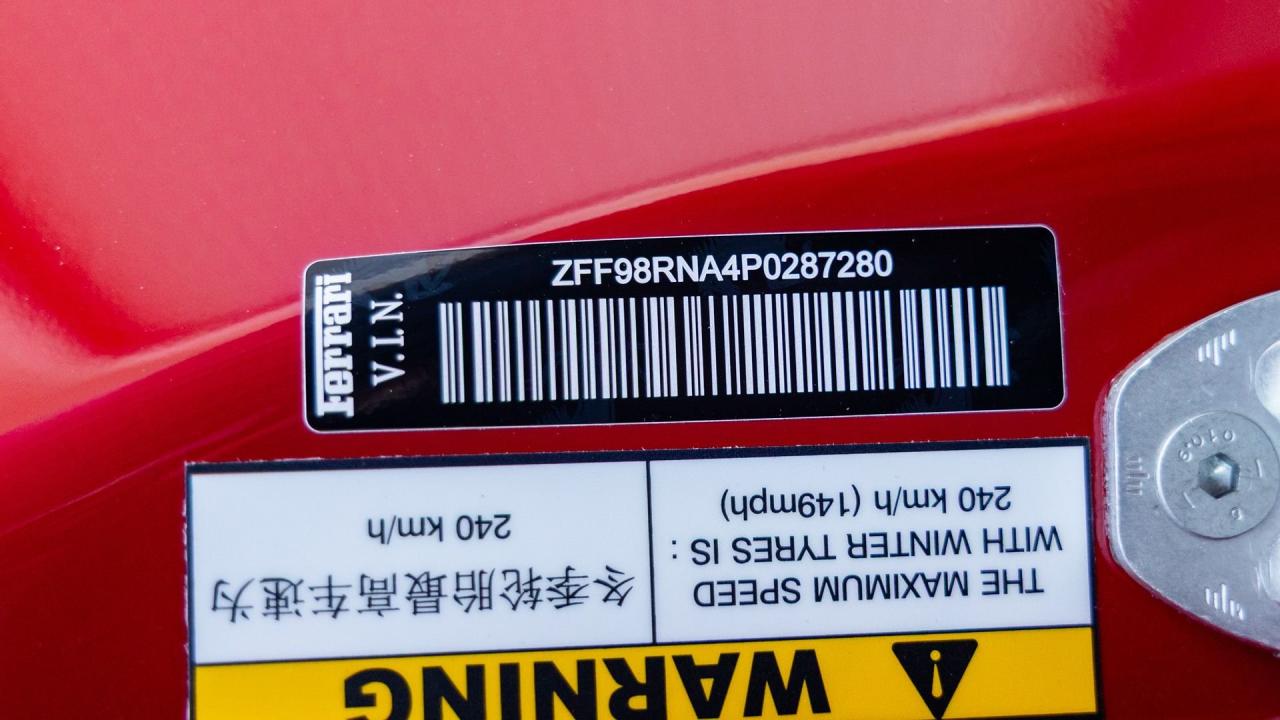 Ferrari
V.I.N.
ZFF98RNA4P0287280
WARNING
THE MAXIMUM SPEED
WITH WINTER TYRES IS :
240 km/h (149mph)
冬季轮胎最高车速为
240 km/h